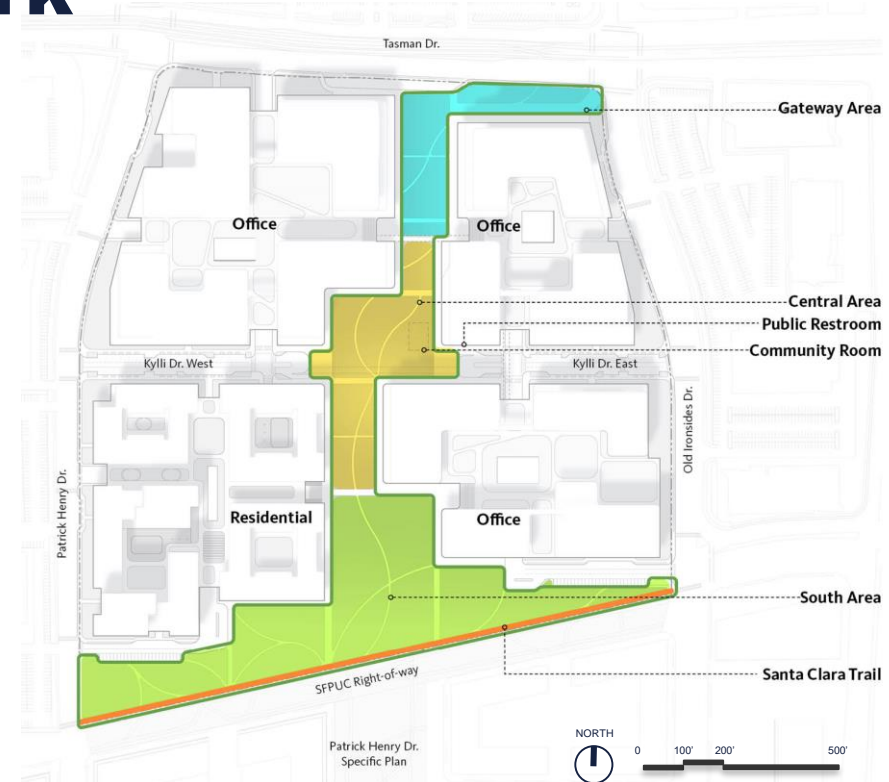 Tasman Dr.
Gateway Area
Office
Office
Central Area
Public Restroom
Community Room
Kylli Dr. West
Kylli Dr. East
Old Ironsides Dr.
Patrick Henry Dr.
Residential
Office
South Area
Santa Clara Trail
SFPUC Right-of-way
Patrick Henry Dr.
Specific Plan
NORTH
0 100' 200' 500'